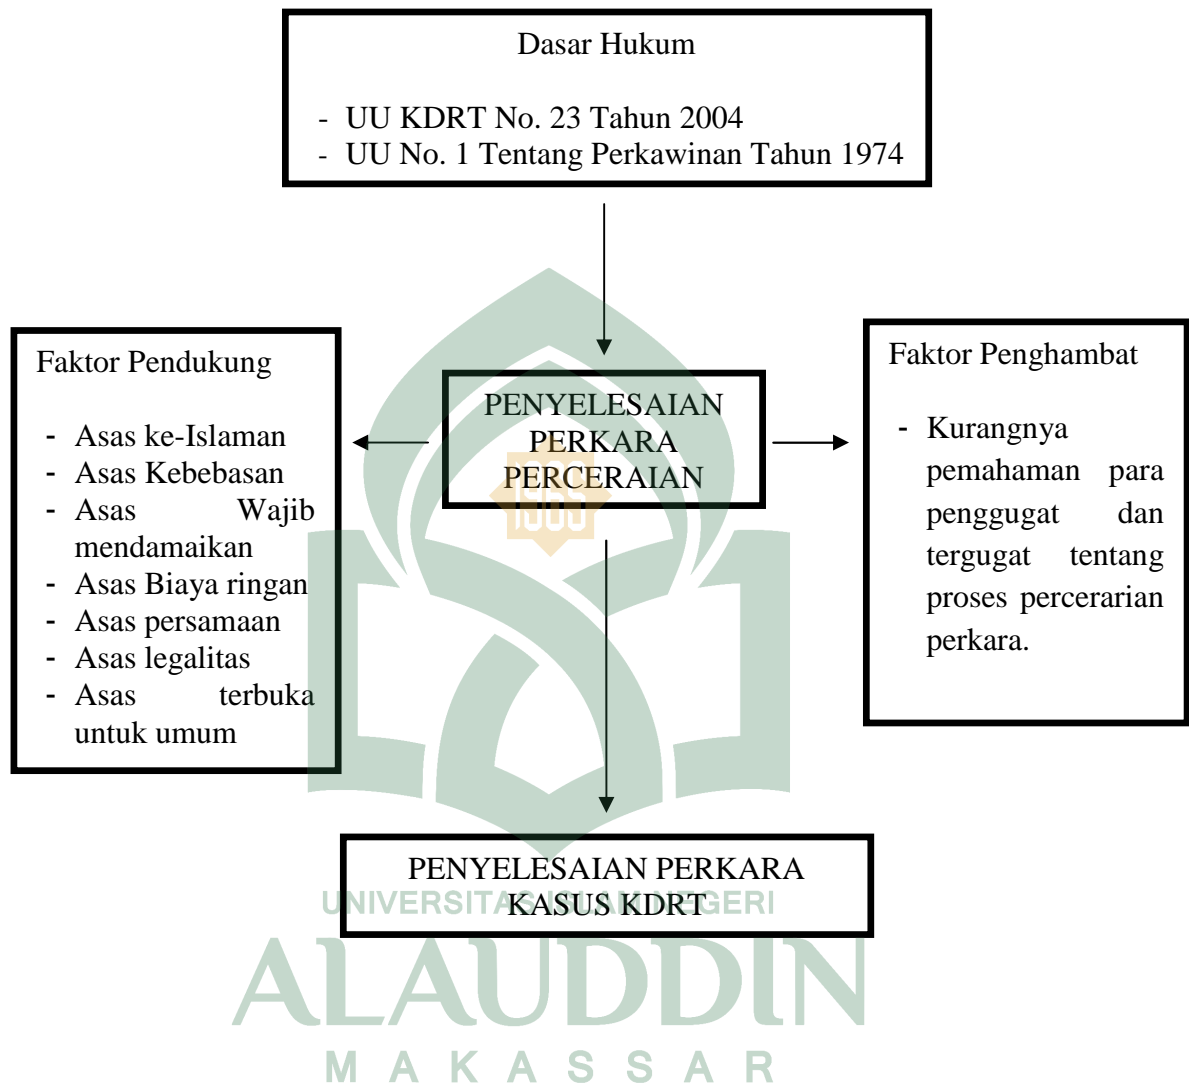 Dasar Hukum
- UU KDRT No. 23 Tahun 2004
- UU No. 1 Tentang Perkawinan Tahun 1974
Faktor Pendukung
- Asas ke-Islaman
- Asas Kebebasan
- Asas Wajib
mendamaikan
- Asas Biaya ringan
- Asas persamaan
- Asas legalitas
- Asas terbuka
untuk umum
PENYELESAIAN
PERKARA
PERCERAIAN
1965
Faktor Penghambat
- Kurangnya
pemahaman para
penggugat dan
tergugat tentang
proses percerarian
perkara.
PENYELESAIAN PERKARA
KASUS KDRT
UNIVERSITAS ISLAM NEGERI
ALAUDDIN
MAKASSAR